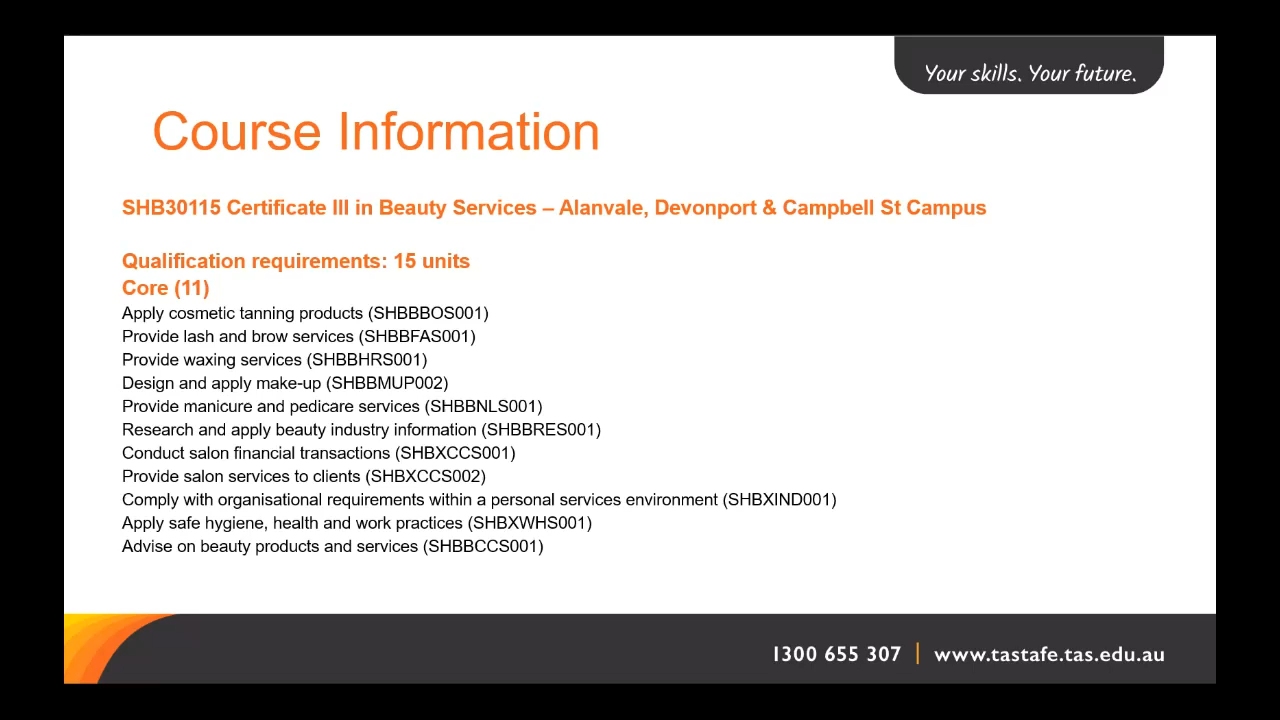 Your skills. Your future.
Course Information
SHB30115 Certificate III in Beauty Services – Alanvale, Devonport & Campbell St Campus
Qualification requirements: 15 units
Core (11)
Apply cosmetic tanning products (SHBBBOS001)
Provide lash and brow services (SHBBFAS001)
Provide waxing services (SHBBHRS001)
Design and apply make-up (SHBBMUP002)
Provide manicure and pedicare services (SHBBNLS001)
Research and apply beauty industry information (SHBBRES001)
Conduct salon financial transactions (SHBXCCS001)
Provide salon services to clients (SHBXCCS002)
Comply with organisational requirements within a personal services environment (SHBXIND001)
Apply safe hygiene, health and work practices (SHBXWHS001)
Advise on beauty products and services (SHBBCCS001)
1300 655 307 | www.tastafe.tas.edu.au